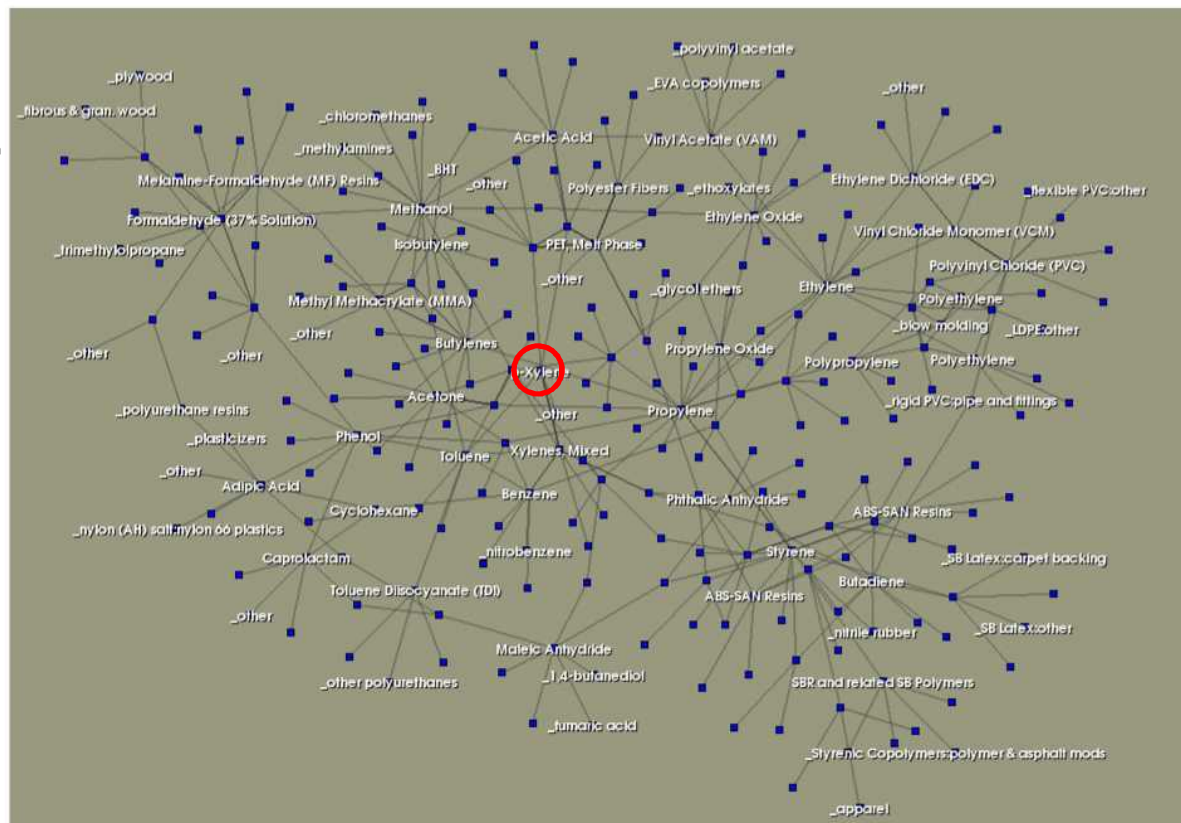 _polyvinyl acetate
_plywood
_EVA copolymers
_other
_fibrous & gran. wood
_chloromethanes
Acetic Acid
Vinyl Acetate (VAM)
_methylamines
_BHT
_other
Melamine-Formaldehyde (MF) Resins
Polyester Fibers
_ethoxylates
Ethylene Dichloride (EDC)
_flexible PVC:other
Methanol
Formaldehyde (37% Solution)
Ethylene Oxide
Vinyl Chloride Monomer (VCM)
_trimethylolpropane
Isobutylene
PET, Melt Phase
Polyvinyl Chloride (PVC)
_other
_glycol ethers
Ethylene
Methyl Methacrylate (MMA)
Polyethylene
_other
_blow molding
_LDPE:other
Butylenes
Propylene Oxide
_other
_other
Polypropylene
Polyethylene
p-Xylene
Acetone
_polyurethane resins
_other
Propylene
_rigid PVC:pipe and fittings
_plasticizers
Phenol
Toluene
Xylenes, Mixed
_other
Adipic Acid
Benzene
Phthalic Anhydride
Cyclohexane
ABS-SAN Resins
_nylon (AH) salt:nylon 66 plastics
_nitrobenzene
Styrene
Caprolactam
_SB Latex:carpet backing
Toluene Diisocyanate (TDI)
ABS-SAN Resins
Butadiene
_other
_nitrile rubber
_SB Latex:other
Maleic Anhydride
_1,4-butanediol
_other polyurethanes
SBR and related SB Polymers
_fumaric acid
_Styrenic Copolymers:polymer & asphalt mods
_apparel